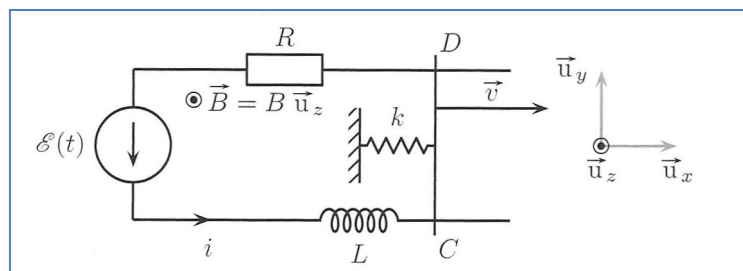 R
D
⊙ B⃗ = B u⃗_z
v⃗
u⃗_y
k
ℰ(t)
u⃗_z
u⃗_x
i
L
C